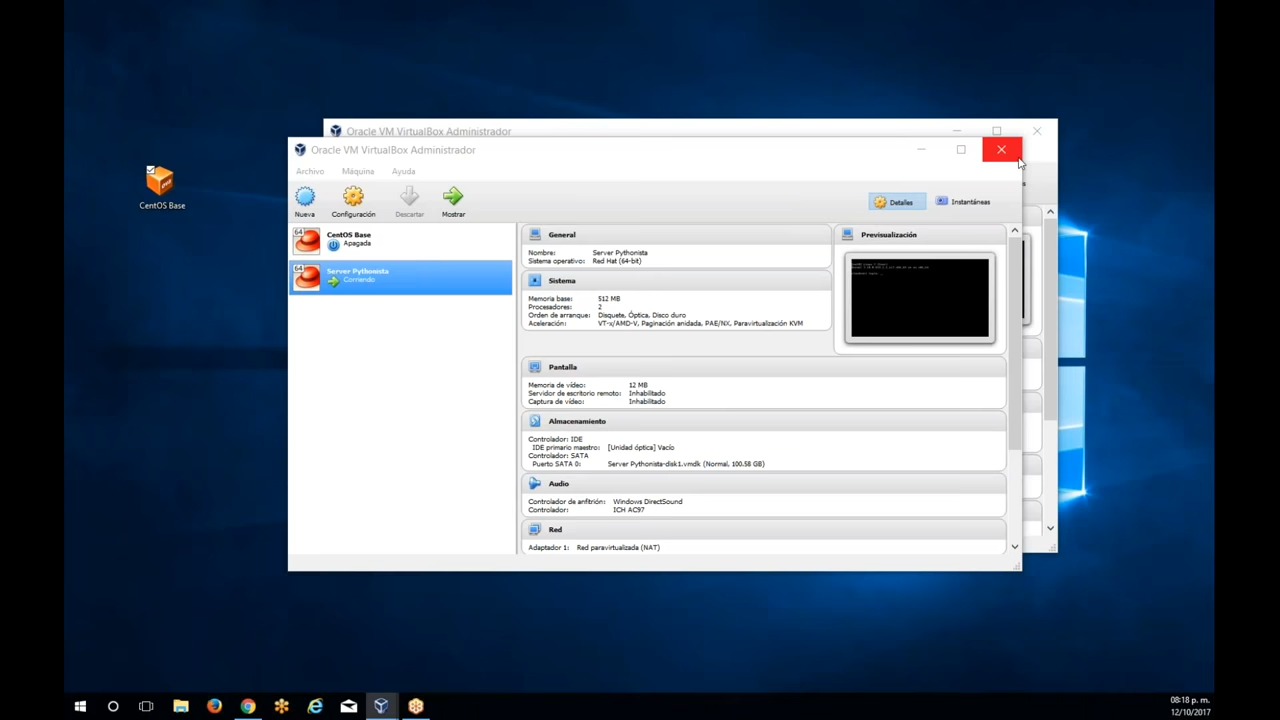 Oracle VM VirtualBox Administrador
Oracle VM VirtualBox Administrador
Archivo Máquina Ayuda
Nueva Configuración Descartar Mostrar Detalles Instantáneas
CentOS Base
64 CentOS Base
Apagada
64 Server Pythonista
Corriendo
General
Nombre: Server Pythonista
Sistema operativo: Red Hat (64-bit)
Previsualización
Sistema
Memoria base: 512 MB
Procesadores: 2
Orden de arranque: Disquete, Óptica, Disco duro
Aceleración: VT-x/AMD-V, Paginación anidada, PAE/NX, Paravirtualización KVM
Pantalla
Memoria de vídeo: 12 MB
Servidor de escritorio remoto: Inhabilitado
Captura de vídeo: Inhabilitado
Almacenamiento
Controlador: IDE
IDE primario maestro: [Unidad óptica] Vacío
Controlador: SATA
Puerto SATA 0: Server Pythonista-disk1.vmdk (Normal, 100.58 GB)
Audio
Controlador de anfitrión: Windows DirectSound
Controlador: ICH AC97
Red
Adaptador 1: Red paravirtualizada (NAT)
08:18 p. m.
12/10/2017